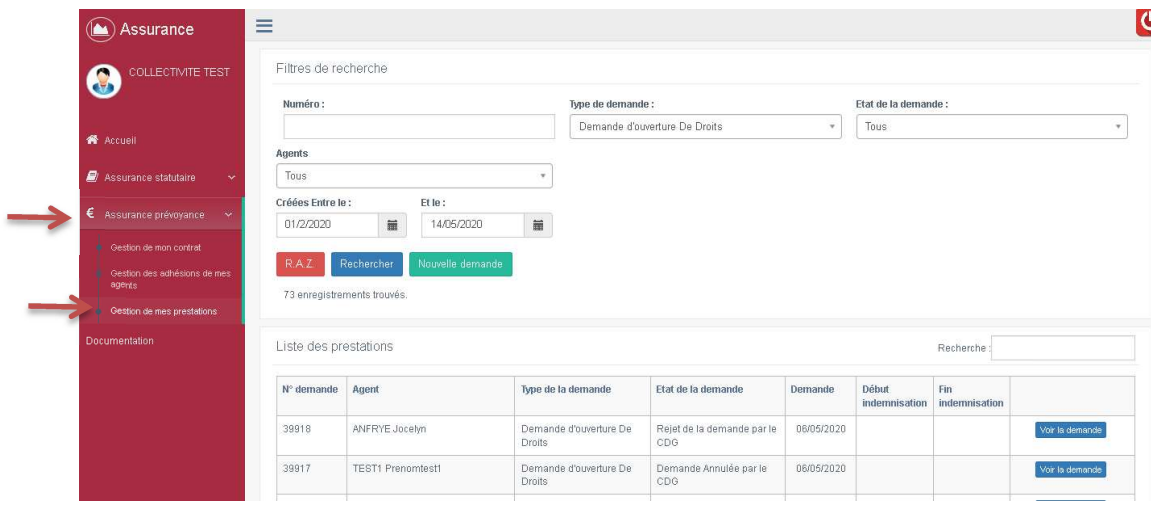 Assurance
COLLECTIVITE TEST
Accueil
Assurance statutaire
€ Assurance prévoyance
Gestion de mon contrat
Gestion des adhésions de mes
agents
Gestion de mes prestations
Documentation
Filtres de recherche
Numéro :
Type de demande :
Etat de la demande :
Demande d'ouverture De Droits
Tous
Agents
Tous
Créées Entre le :
Et le :
01/2/2020
14/05/2020
R.A.Z.
Rechercher
Nouvelle demande
73 enregistrements trouvés.
Liste des prestations
Recherche :
N° demande
Agent
Type de la demande
Etat de la demande
Demande
Début
indemnisation
Fin
indemnisation
39918
ANFRYE Jocelyn
Demande d'ouverture De
Droits
Rejet de la demande par le
CDG
06/05/2020
Voir la demande
39917
TEST1 Prenomtest1
Demande d'ouverture De
Droits
Demande Annulée par le
CDG
06/05/2020
Voir la demande